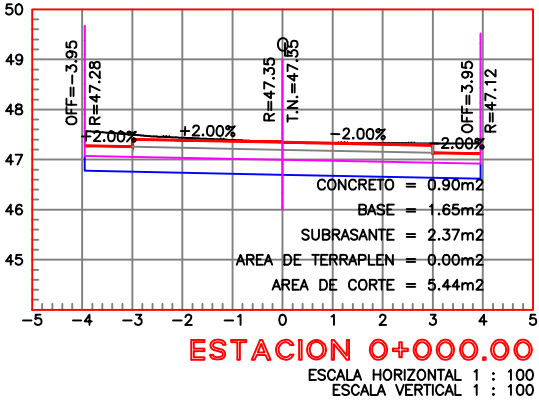 50
49
48
47
46
45
OFF=-3.95
R=47.28
R=47.35
T.N.=47.55
OFF=3.95
R=47.12
+2.00%
+2.00%
-2.00%
-2.00%
CONCRETO = 0.90m2
BASE = 1.65m2
SUBRASANTE = 2.37m2
AREA DE TERRAPLEN = 0.00m2
AREA DE CORTE = 5.44m2
-5 -4 -3 -2 -1 0 1 2 3 4 5
ESTACION 0+000.00
ESCALA HORIZONTAL 1 : 100
ESCALA VERTICAL 1 : 100